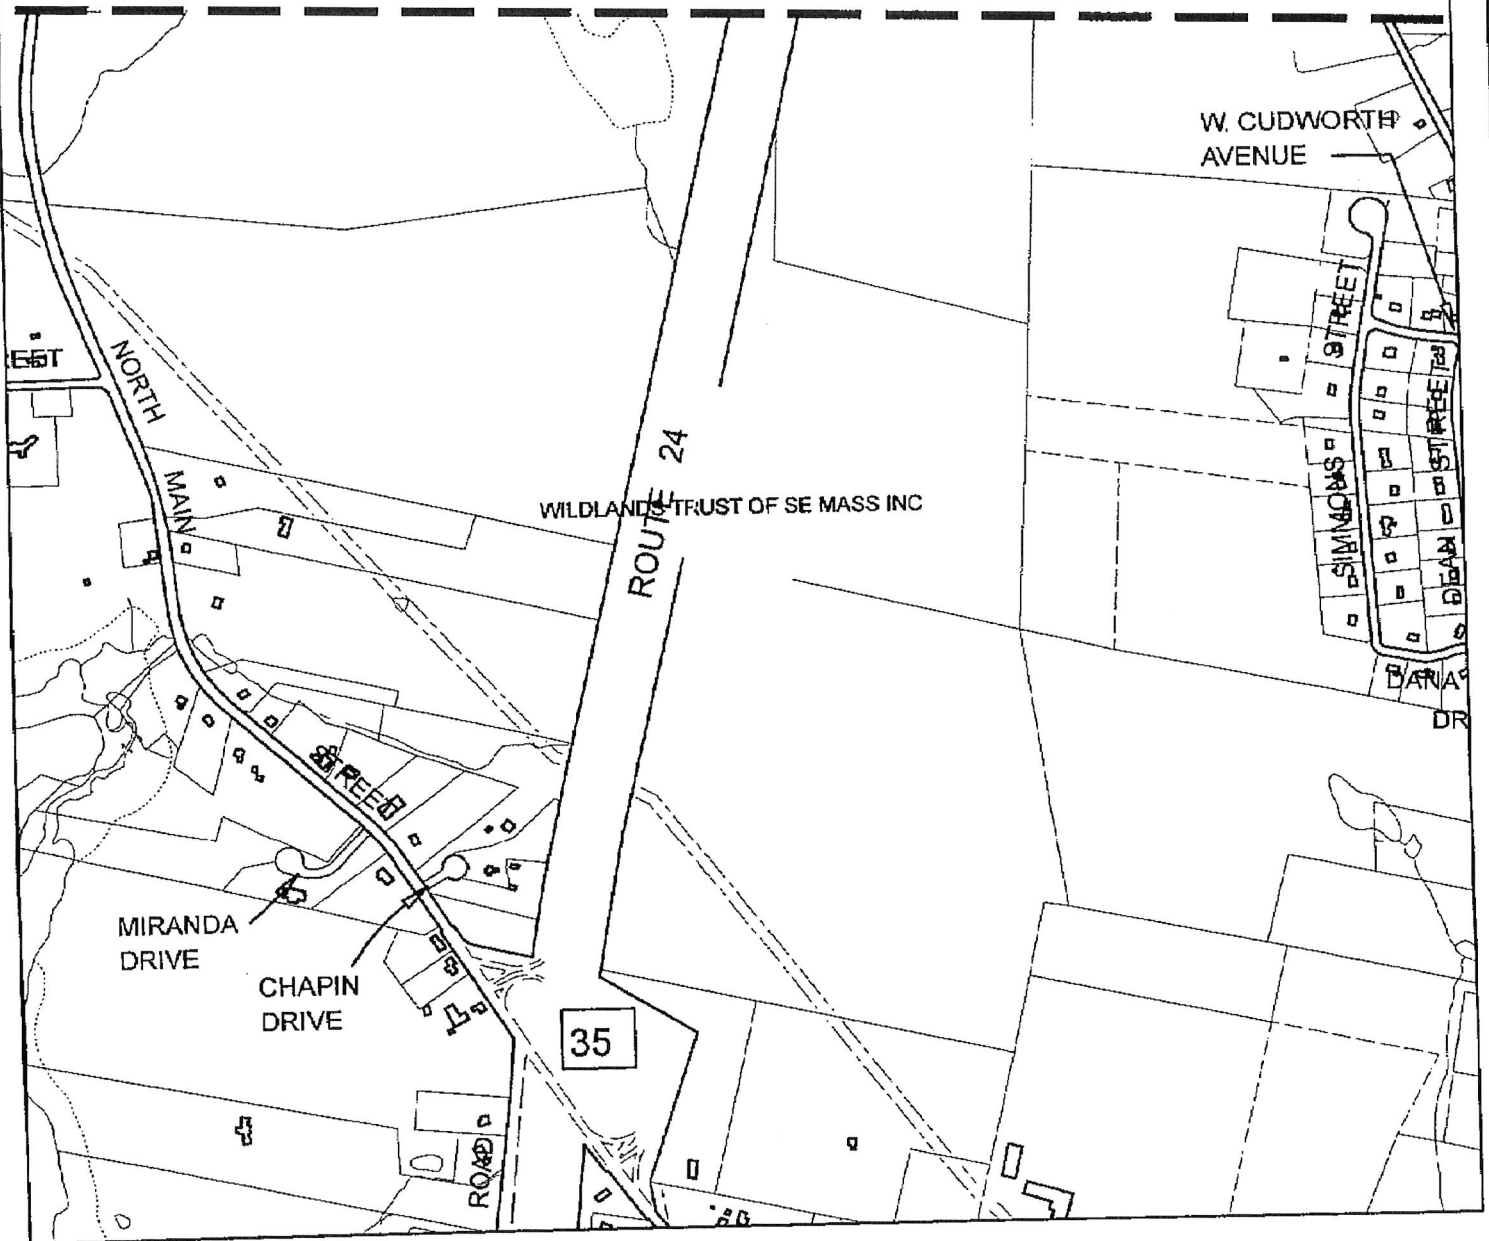 W. CUDWORTH
AVENUE
STREET
NORTH
MAIN
STREET
ROUTE 24
WILDLANDS TRUST OF SE MASS INC
SIMMONS
STREET
DEAN
DANA
DR
MIRANDA
DRIVE
CHAPIN
DRIVE
35
ROAD